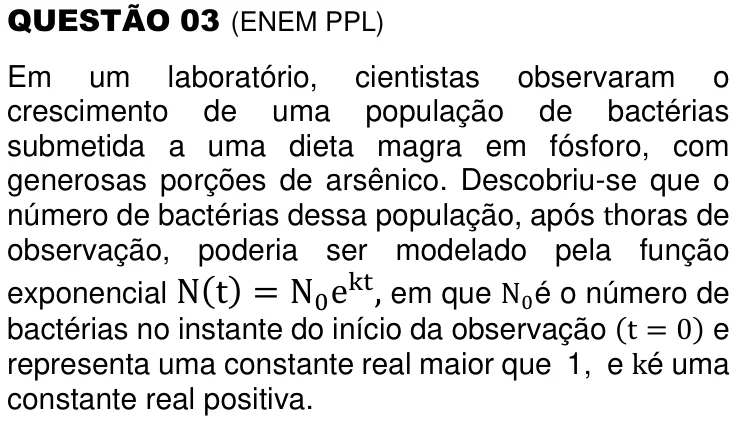 QUESTÃO 03 (ENEM PPL)
Em um laboratório, cientistas observaram o
crescimento de uma população de bactérias
submetida a uma dieta magra em fósforo, com
generosas porções de arsênico. Descobriu-se que o
número de bactérias dessa população, após thoras de
observação, poderia ser modelado pela função
exponencial N(t) = N₀eᵏᵗ, em que N₀é o número de
bactérias no instante do início da observação (t = 0) e
representa uma constante real maior que 1, e ké uma
constante real positiva.